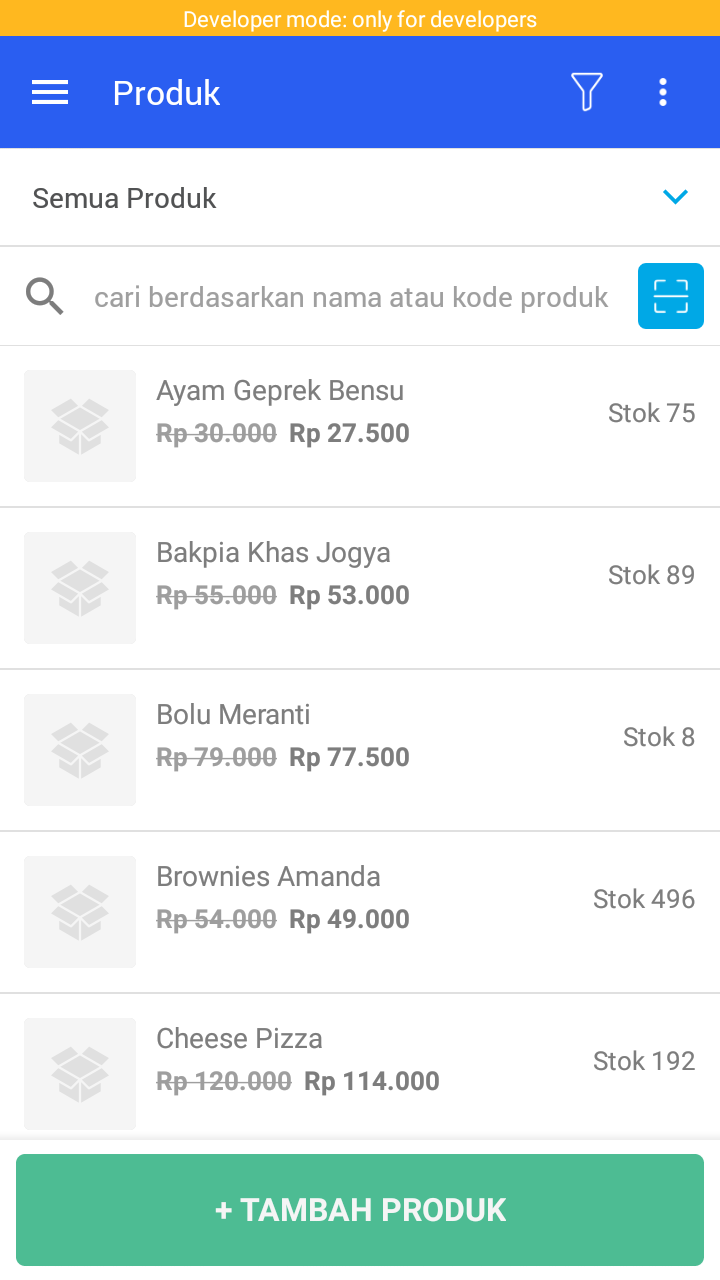 Developer mode: only for developers
Produk
Semua Produk
cari berdasarkan nama atau kode produk
Ayam Geprek Bensu
Rp 30.000 Rp 27.500
Stok 75
Bakpia Khas Jogya
Rp 55.000 Rp 53.000
Stok 89
Bolu Meranti
Rp 79.000 Rp 77.500
Stok 8
Brownies Amanda
Rp 54.000 Rp 49.000
Stok 496
Cheese Pizza
Rp 120.000 Rp 114.000
Stok 192
+ TAMBAH PRODUK